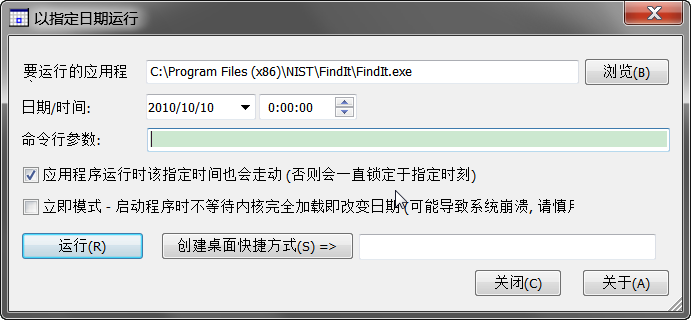 以指定日期运行
要运行的应用程
C:\Program Files (x86)\NIST\FindIt\FindIt.exe
浏览(B)
日期/时间:
2010/10/10
0:00:00
命令行参数:
应用程序运行时该指定时间也会走动 (否则会一直锁定于指定时刻)
立即模式 - 启动程序时不等待内核完全加载即改变日期 (可能导致系统崩溃, 请慎用
运行(R)
创建桌面快捷方式(S) =>
关闭(C)
关于(A)